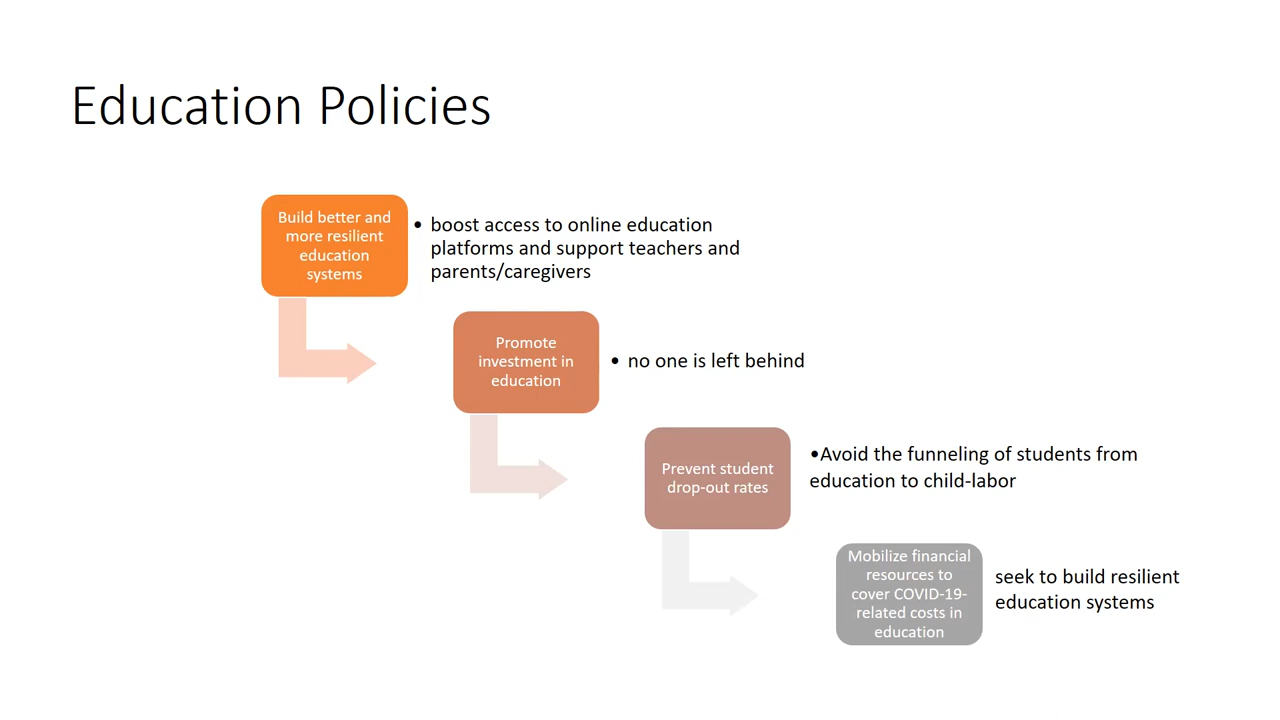 Education Policies
Build better and
more resilient
education
systems
• boost access to online education
platforms and support teachers and
parents/caregivers
Promote
investment in
education
• no one is left behind
Prevent student
drop-out rates
•Avoid the funneling of students from
education to child-labor
Mobilize financial
resources to
cover COVID-19-
related costs in
education
seek to build resilient
education systems